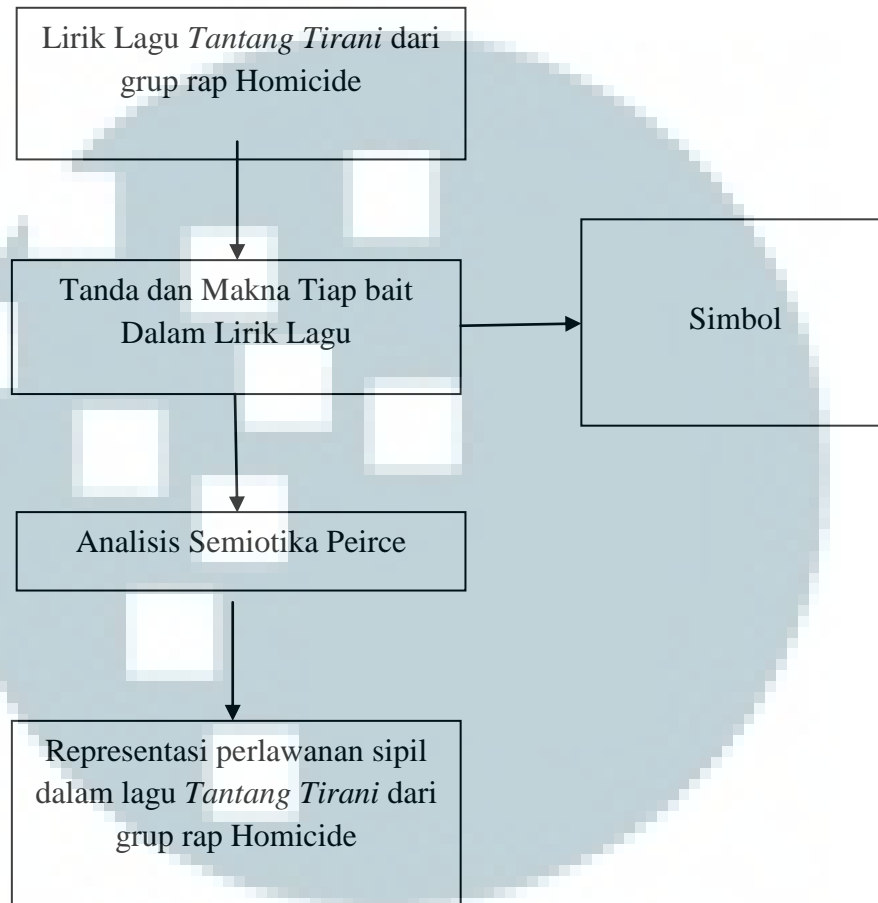 Lirik Lagu Tantang Tirani dari
grup rap Homicide
Tanda dan Makna Tiap bait
Dalam Lirik Lagu
Simbol
Analisis Semiotika Peirce
Representasi perlawanan sipil
dalam lagu Tantang Tirani dari
grup rap Homicide